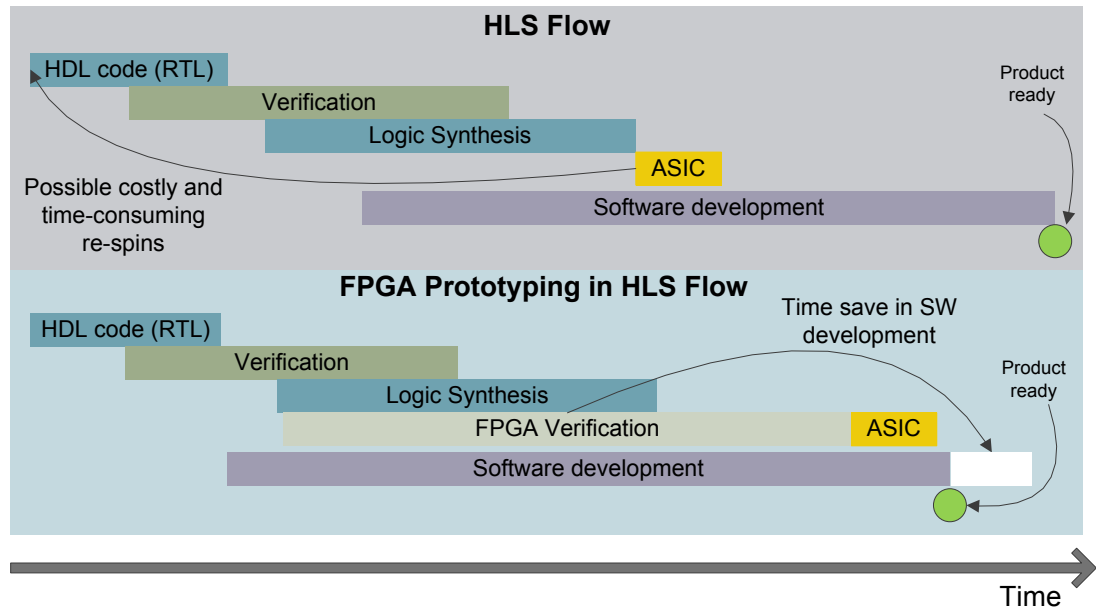 HLS Flow
HDL code (RTL)
Product
ready
Verification
Logic Synthesis
ASIC
Possible costly and
time-consuming
re-spins
Software development
FPGA Prototyping in HLS Flow
Time save in SW
development
HDL code (RTL)
Verification
Product
ready
Logic Synthesis
FPGA Verification
ASIC
Software development
Time